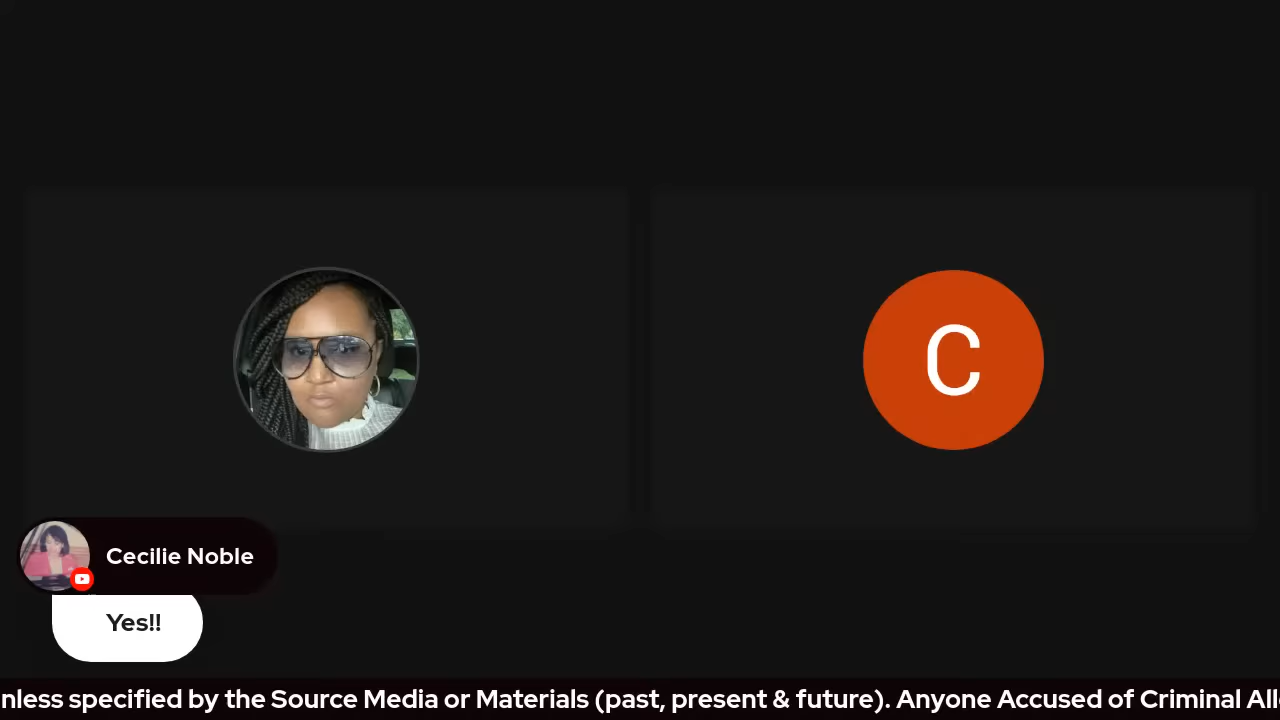 C
Cecilie Noble
Yes!!
nless specified by the Source Media or Materials (past, present & future). Anyone Accused of Criminal All